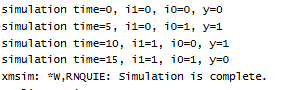 simulation time=0, i1=0, i0=0, y=0
simulation time=5, i1=0, i0=1, y=1
simulation time=10, i1=1, i0=0, y=1
simulation time=15, i1=1, i0=1, y=0
xmsim: *W,RNQUIE: Simulation is complete.